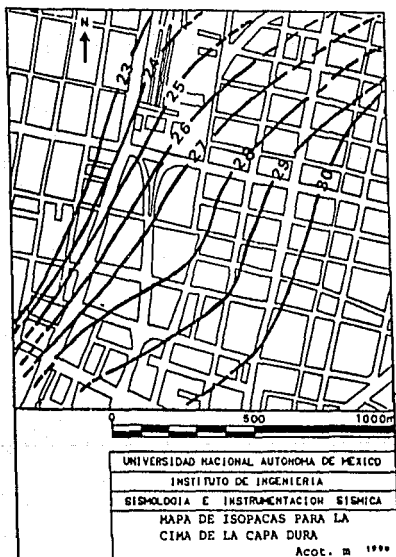 N
23
24
25
26
27
28
29
30
0 500 1000m
UNIVERSIDAD NACIONAL AUTONOMA DE MEXICO
INSTITUTO DE INGENIERIA
SISMOLOGIA E INSTRUMENTACION SISMICA
MAPA DE ISOPACAS PARA LA
CIMA DE LA CAPA DURA
Acot. m 1990